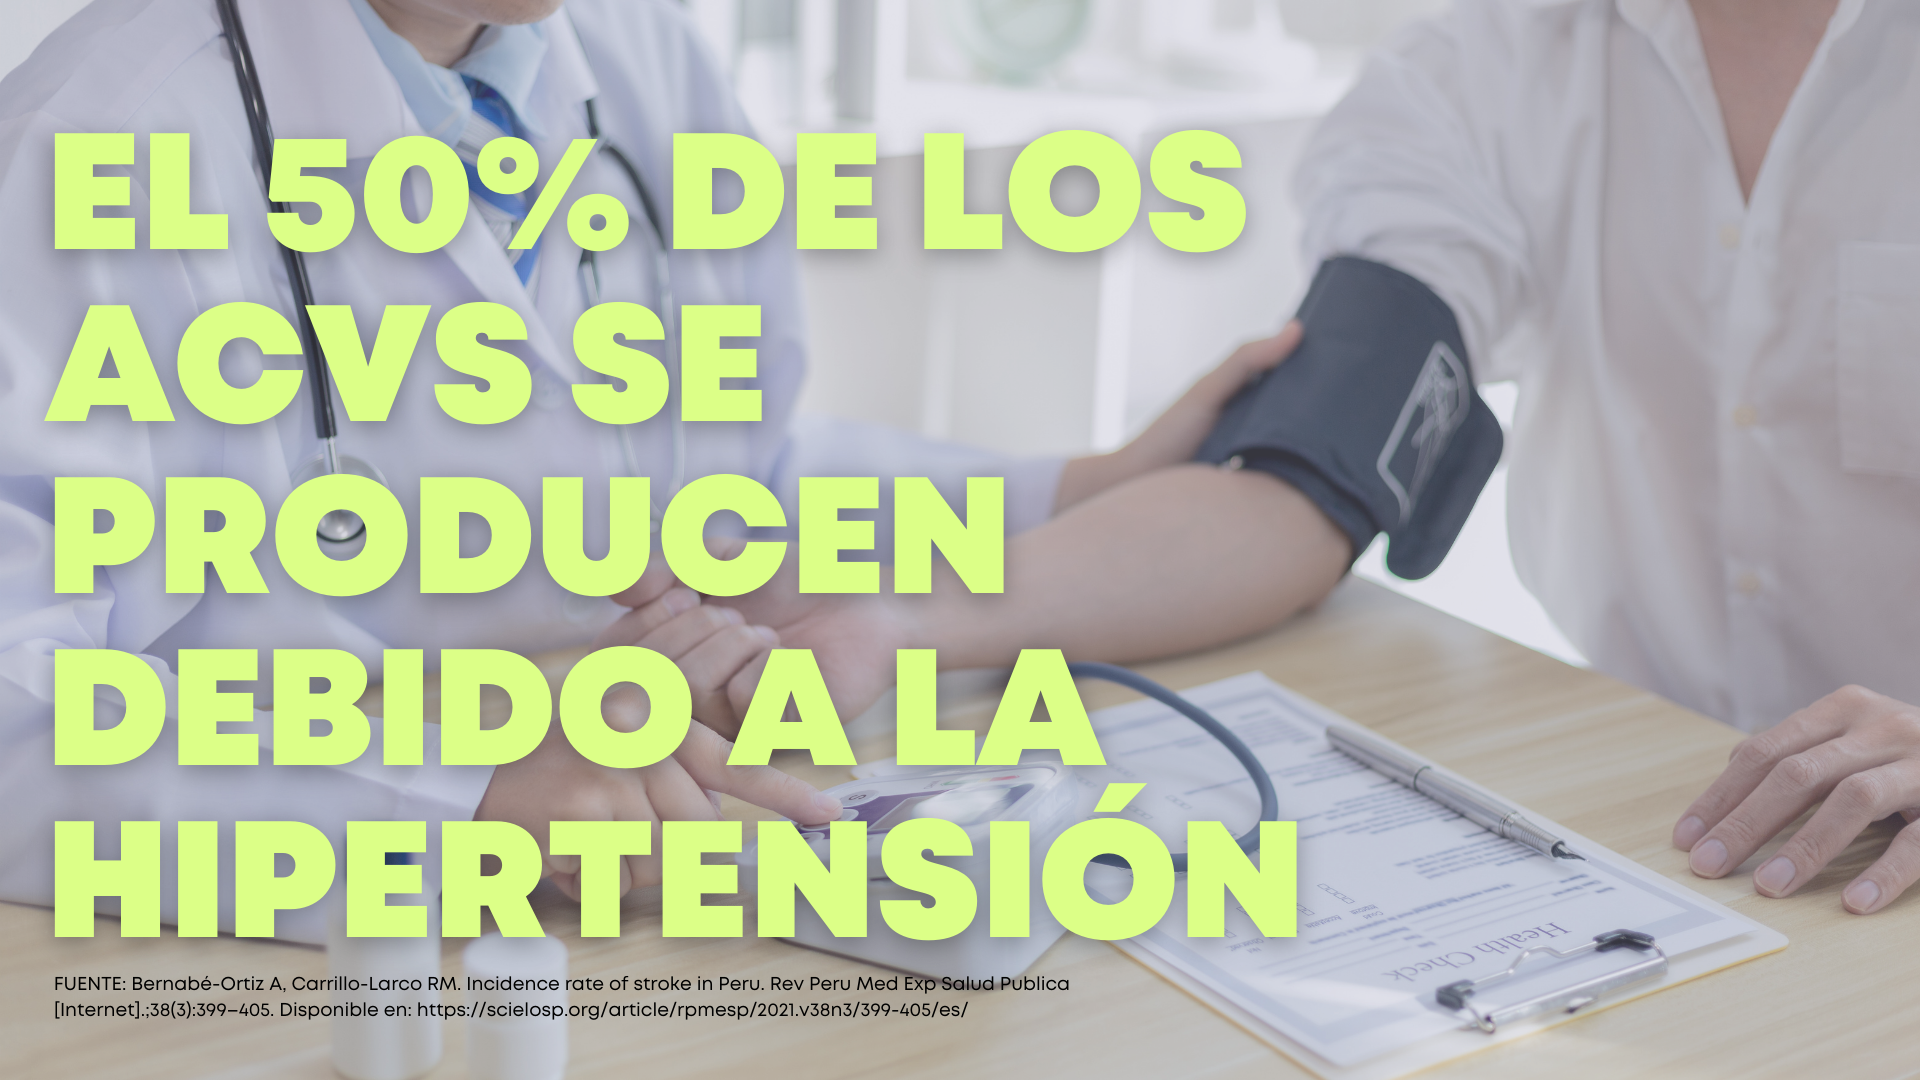 EL 50% DE LOS
ACVS SE
PRODUCEN
DEBIDO A LA
HIPERTENSIÓN
FUENTE: Bernabé-Ortiz A, Carrillo-Larco RM. Incidence rate of stroke in Peru. Rev Peru Med Exp Salud Publica
[Internet].;38(3):399–405. Disponible en: https://scielosp.org/article/rpmesp/2021.v38n3/399-405/es/
Health Check